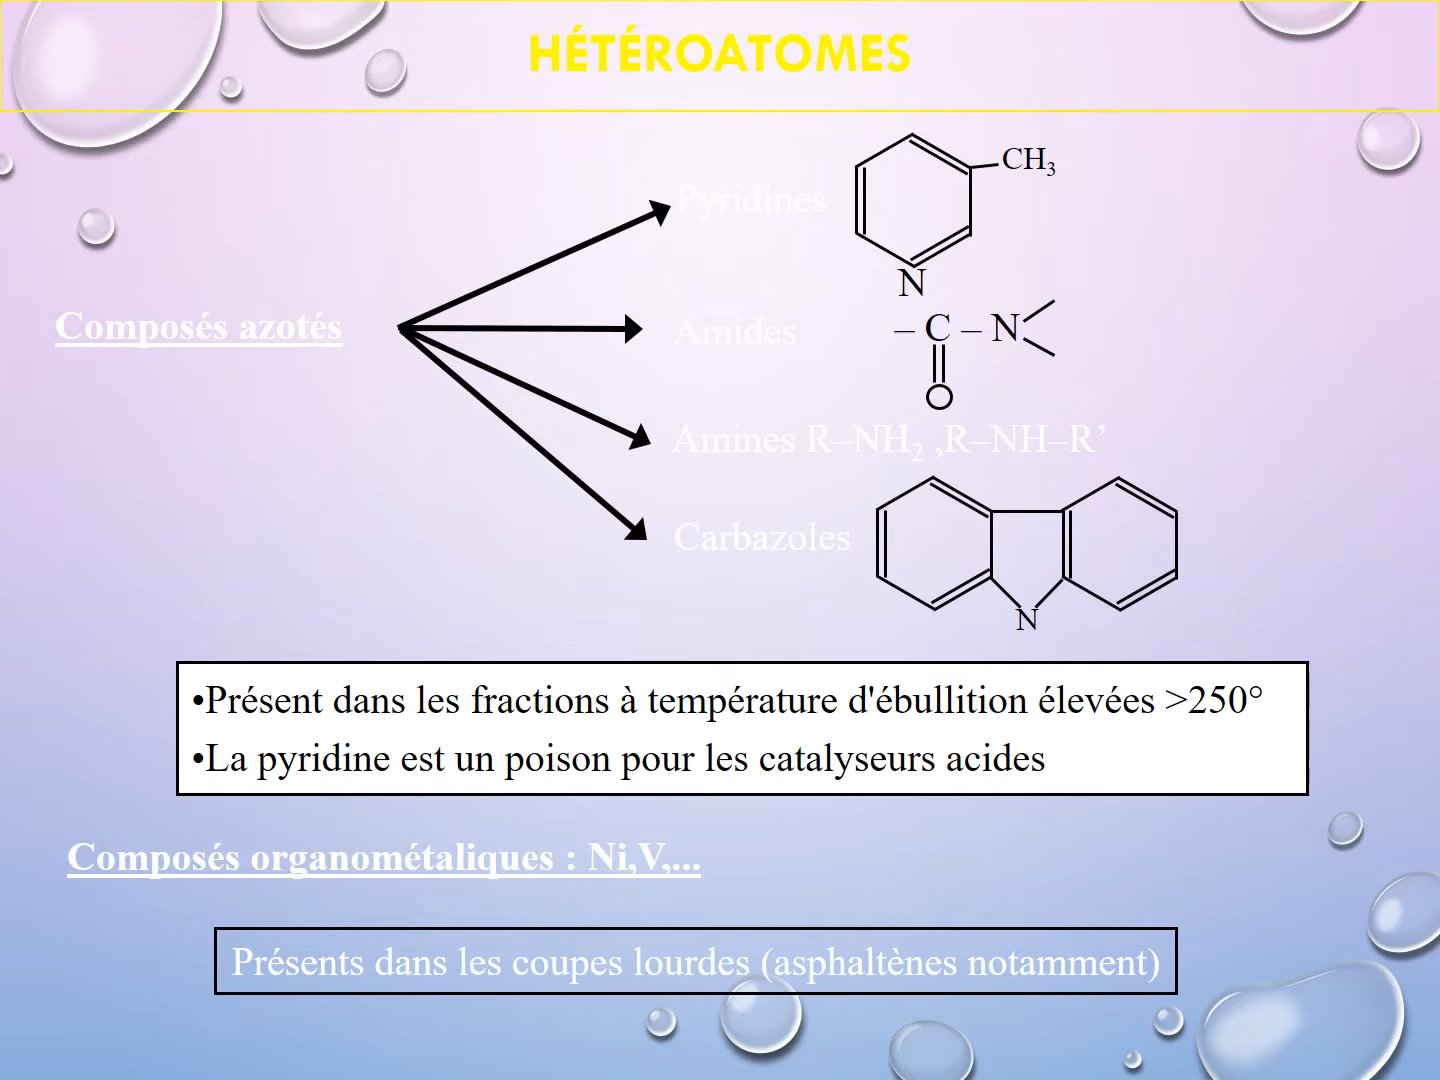 HÉTÉROATOMES
CH3
Pyridines
N
Composés azotés
Amides
– C – N
O
Amines R–NH2 ,R–NH–R’
Carbazoles
N
•Présent dans les fractions à température d'ébullition élevées >250°
•La pyridine est un poison pour les catalyseurs acides
Composés organométaliques : Ni,V,...
Présents dans les coupes lourdes (asphaltènes notamment)